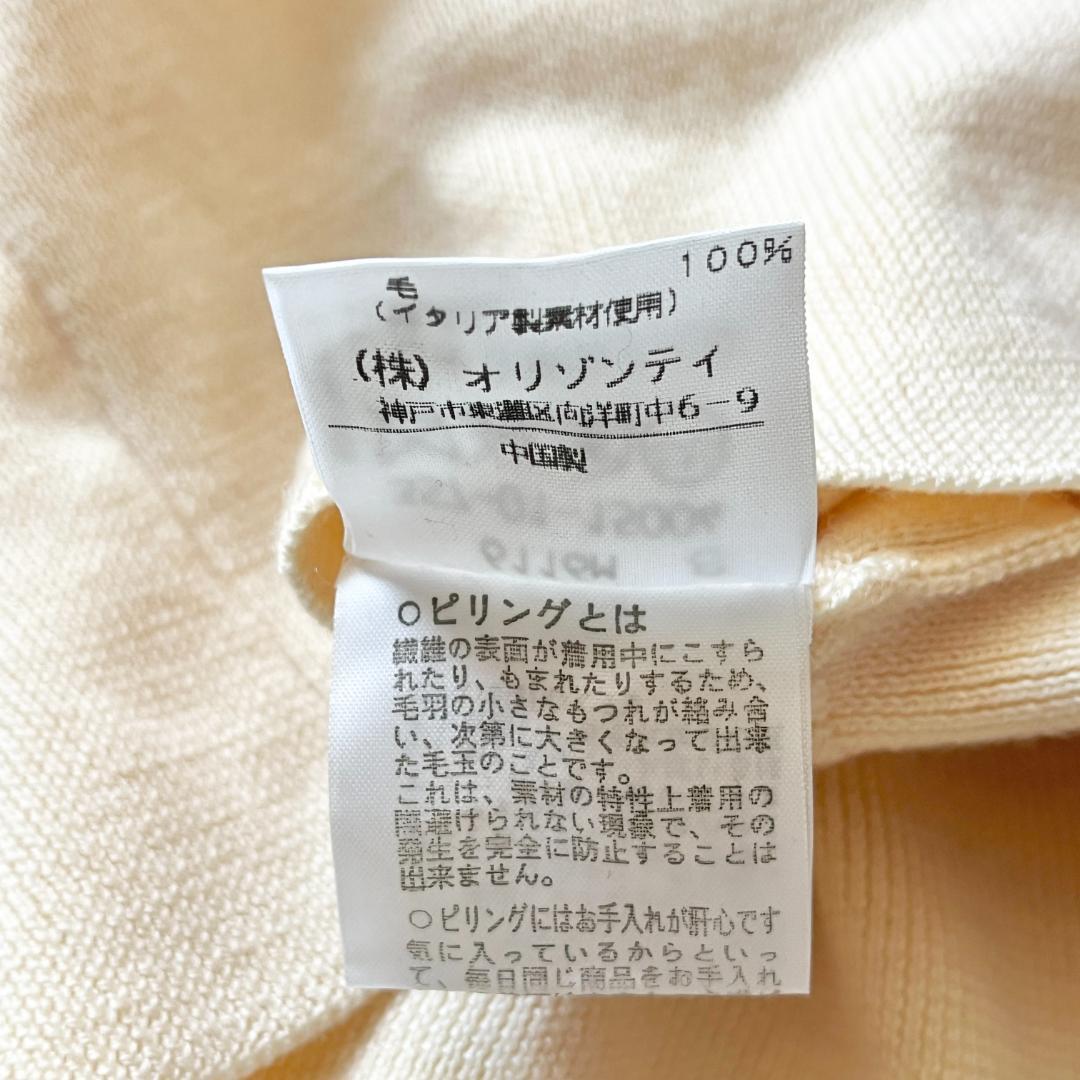 毛 100%
(イタリア製素材使用)
(株) オリゾンティ
神戸市東灘区向洋町中6-9
中国製
○ピリングとは
繊維の表面が着用中にこすら
れたり、もまれたりするため、
毛羽の小さなもつれが絡み合
い、次第に大きくなって出来
た毛玉のことです。
これは、素材の特性上着用の
際避けられない現象で、その
発生を完全に防止することは
出来ません。
○ピリングにはお手入れが肝心です
気に入っているからといっ
て、毎日同じ商品をお手入れ